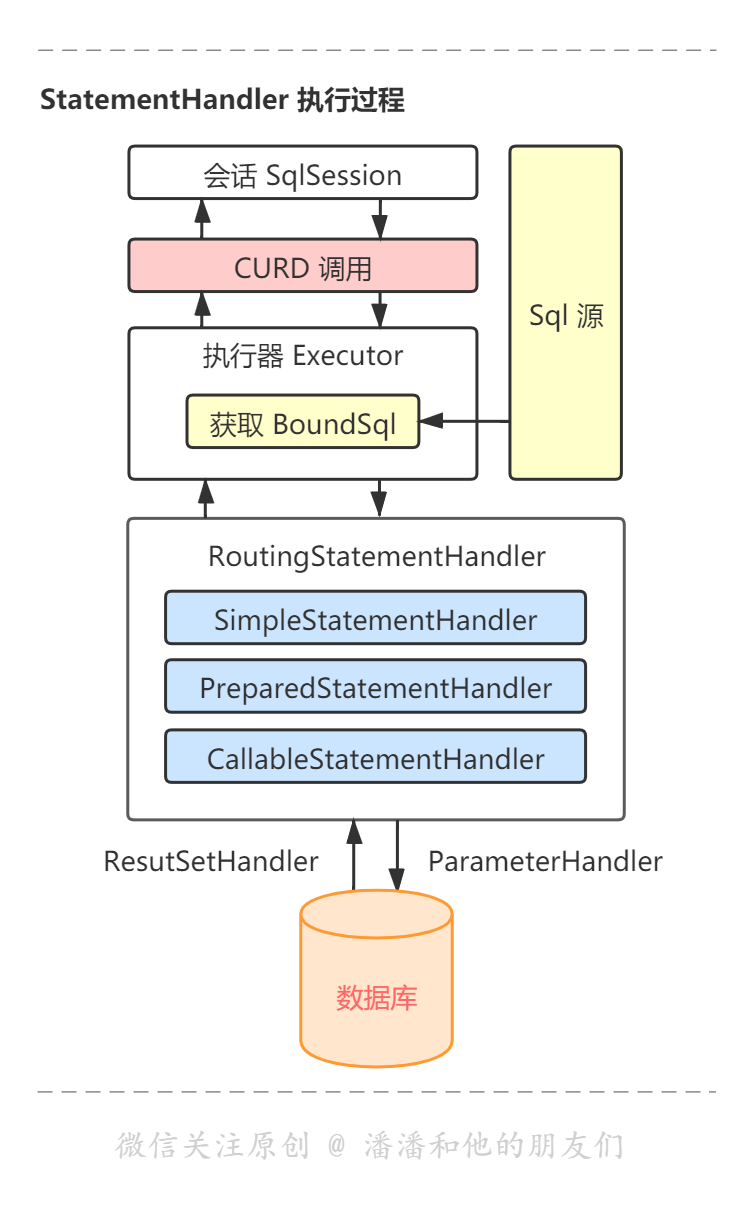 StatementHandler 执行过程
会话 SqlSession
CURD 调用
Sql 源
执行器 Executor
获取 BoundSql
RoutingStatementHandler
SimpleStatementHandler
PreparedStatementHandler
CallableStatementHandler
ResutSetHandler
ParameterHandler
数据库
微信关注原创 @ 潘潘和他的朋友们